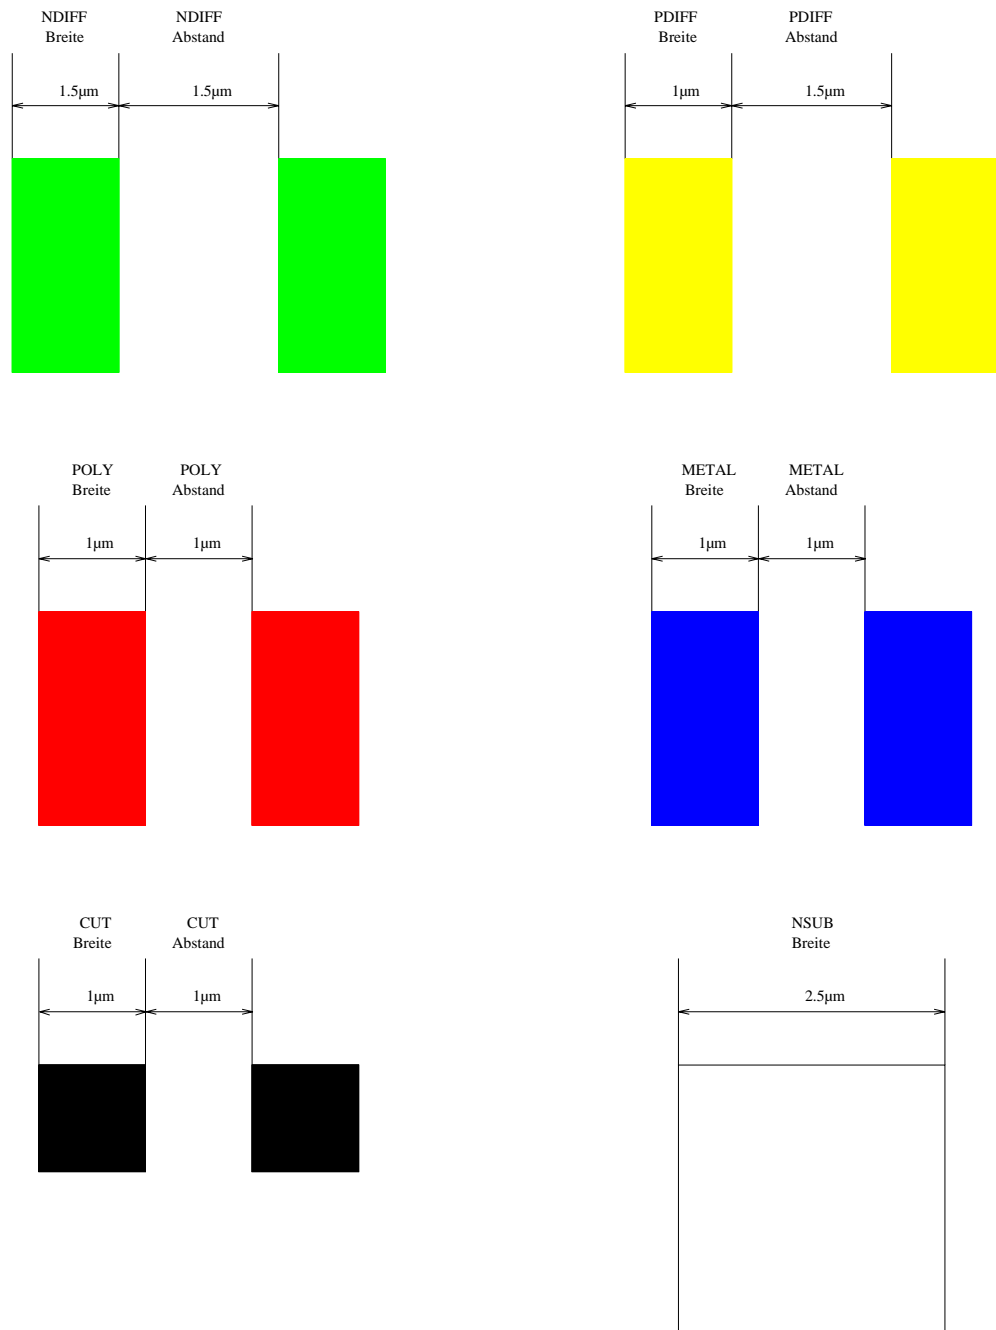 NDIFF NDIFF
Breite Abstand
1.5µm 1.5µm
PDIFF PDIFF
Breite Abstand
1µm 1.5µm
POLY POLY
Breite Abstand
1µm 1µm
METAL METAL
Breite Abstand
1µm 1µm
CUT CUT
Breite Abstand
1µm 1µm
NSUB
Breite
2.5µm